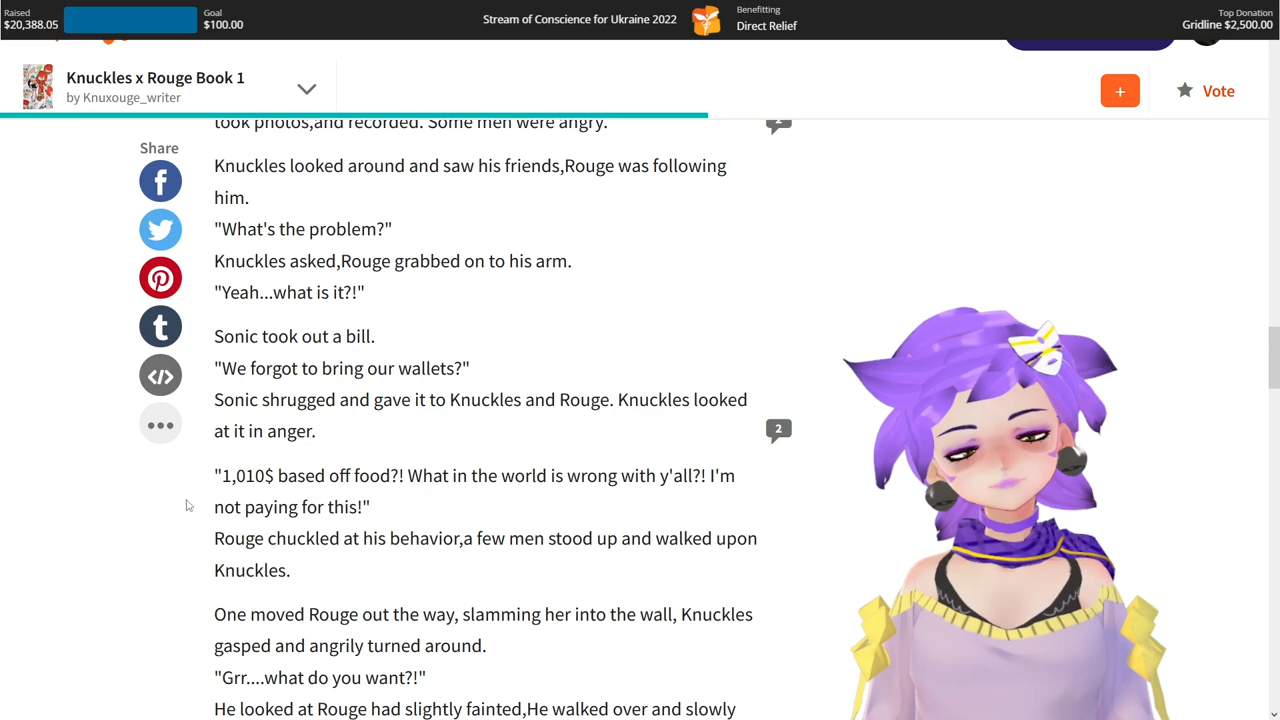 Raised
$20,388.05
Goal
$100.00
Stream of Conscience for Ukraine 2022
Benefitting
Direct Relief
Top Donation
Gridline $2,500.00
Knuckles x Rouge Book 1
by Knuxouge_writer
+
Vote
took photos,and recorded. Some men were angry.
Share
Knuckles looked around and saw his friends,Rouge was following
him.
"What's the problem?"
Knuckles asked,Rouge grabbed on to his arm.
"Yeah...what is it?!"
Sonic took out a bill.
"We forgot to bring our wallets?"
Sonic shrugged and gave it to Knuckles and Rouge. Knuckles looked
at it in anger.
2
"1,010$ based off food?! What in the world is wrong with y'all?! I'm
not paying for this!"
Rouge chuckled at his behavior,a few men stood up and walked upon
Knuckles.
One moved Rouge out the way, slamming her into the wall, Knuckles
gasped and angrily turned around.
"Grr....what do you want?!"
He looked at Rouge had slightly fainted,He walked over and slowly